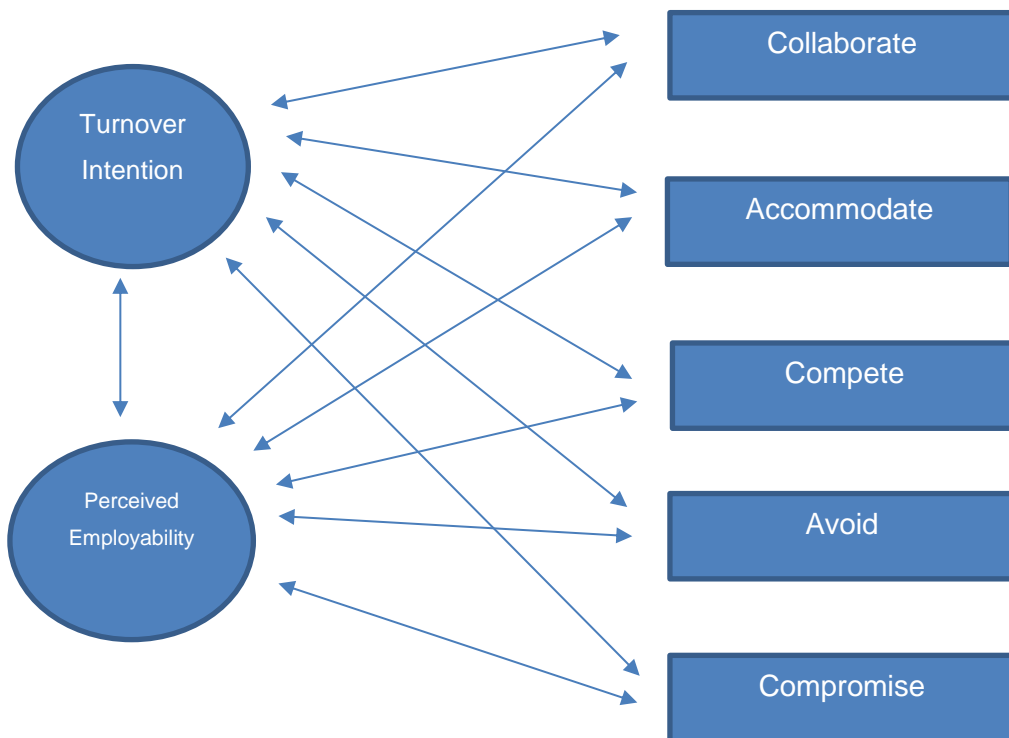 Collaborate
Turnover
Intention
Accommodate
Compete
Perceived
Employability
Avoid
Compromise